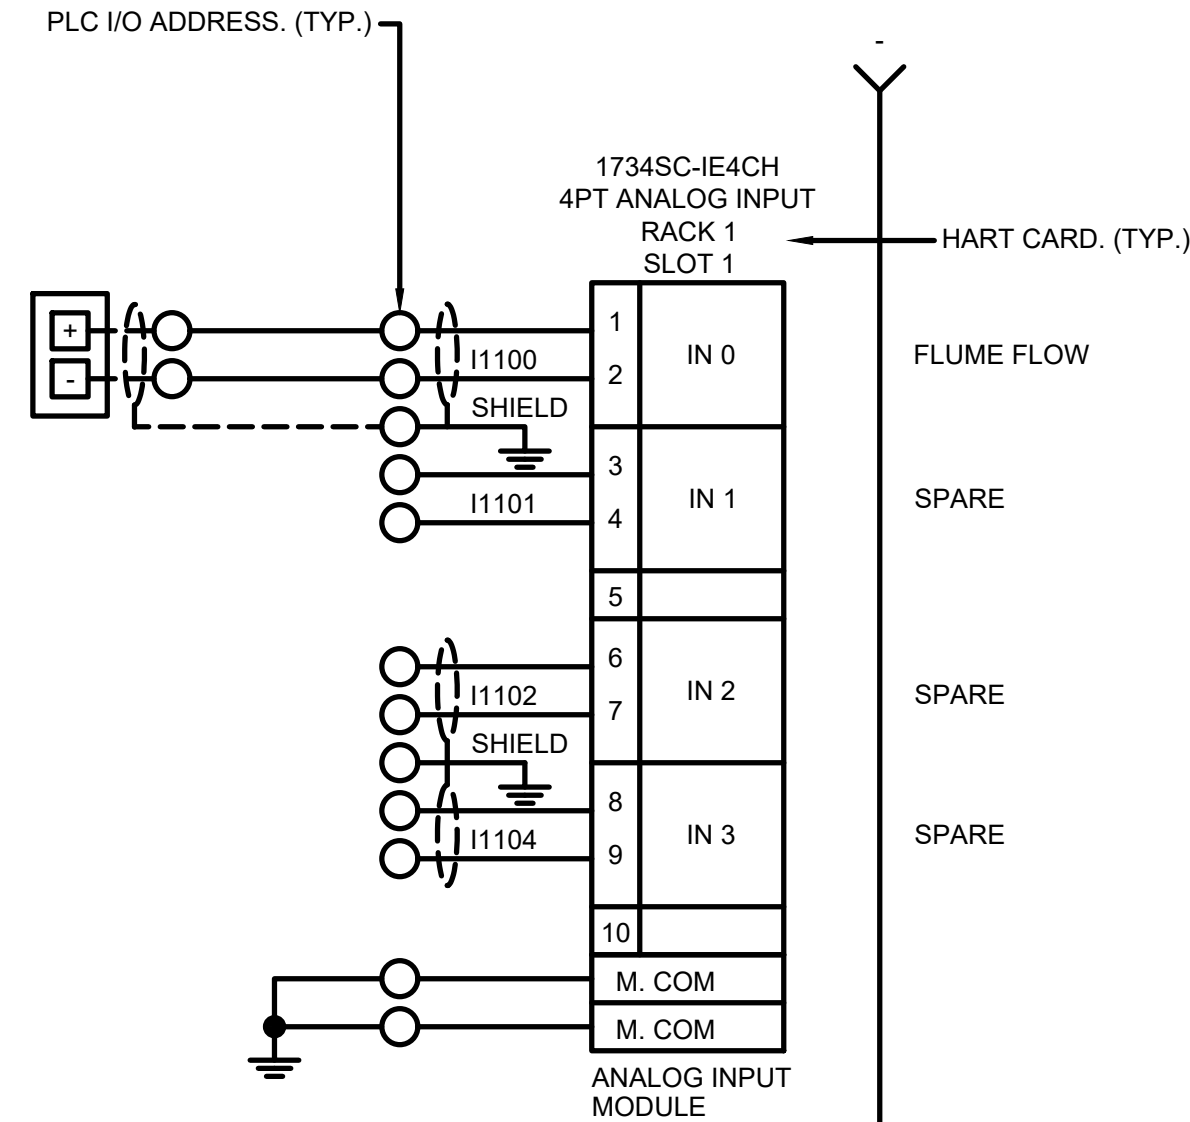 PLC I/O ADDRESS. (TYP.)
-
1734SC-IE4CH
4PT ANALOG INPUT
RACK 1
SLOT 1
HART CARD. (TYP.)
+
-
1
2
I1100
SHIELD
IN 0
FLUME FLOW
3
4
I1101
IN 1
SPARE
5
6
7
I1102
SHIELD
IN 2
SPARE
8
9
I1104
IN 3
SPARE
10
M. COM
M. COM
ANALOG INPUT
MODULE